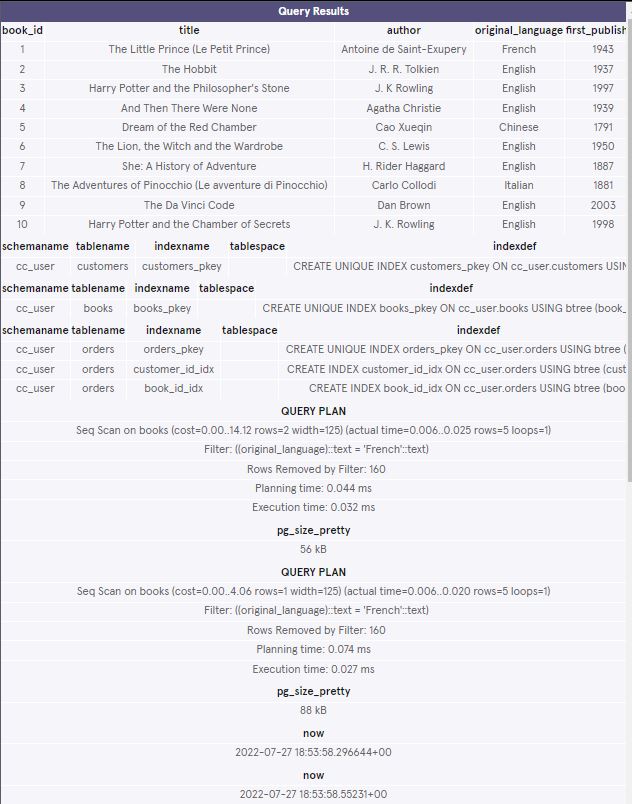 Query Results
book_id title author original_language first_publish
1 The Little Prince (Le Petit Prince) Antoine de Saint-Exupery French 1943
2 The Hobbit J. R. R. Tolkien English 1937
3 Harry Potter and the Philosopher's Stone J. K Rowling English 1997
4 And Then There Were None Agatha Christie English 1939
5 Dream of the Red Chamber Cao Xueqin Chinese 1791
6 The Lion, the Witch and the Wardrobe C. S. Lewis English 1950
7 She: A History of Adventure H. Rider Haggard English 1887
8 The Adventures of Pinocchio (Le avventure di Pinocchio) Carlo Collodi Italian 1881
9 The Da Vinci Code Dan Brown English 2003
10 Harry Potter and the Chamber of Secrets J. K. Rowling English 1998
schemaname tablename indexname tablespace indexdef
cc_user customers customers_pkey CREATE UNIQUE INDEX customers_pkey ON cc_user.customers USIN
schemaname tablename indexname tablespace indexdef
cc_user books books_pkey CREATE UNIQUE INDEX books_pkey ON cc_user.books USING btree (book_
schemaname tablename indexname tablespace indexdef
cc_user orders orders_pkey CREATE UNIQUE INDEX orders_pkey ON cc_user.orders USING btree (
cc_user orders customer_id_idx CREATE INDEX customer_id_idx ON cc_user.orders USING btree (cust
cc_user orders book_id_idx CREATE INDEX book_id_idx ON cc_user.orders USING btree (boo
QUERY PLAN
Seq Scan on books (cost=0.00..14.12 rows=2 width=125) (actual time=0.006..0.025 rows=5 loops=1)
Filter: ((original_language)::text = 'French'::text)
Rows Removed by Filter: 160
Planning time: 0.044 ms
Execution time: 0.032 ms
pg_size_pretty
56 kB
QUERY PLAN
Seq Scan on books (cost=0.00..4.06 rows=1 width=125) (actual time=0.006..0.020 rows=5 loops=1)
Filter: ((original_language)::text = 'French'::text)
Rows Removed by Filter: 160
Planning time: 0.074 ms
Execution time: 0.027 ms
pg_size_pretty
88 kB
now
2022-07-27 18:53:58.296644+00
now
2022-07-27 18:53:58.55231+00